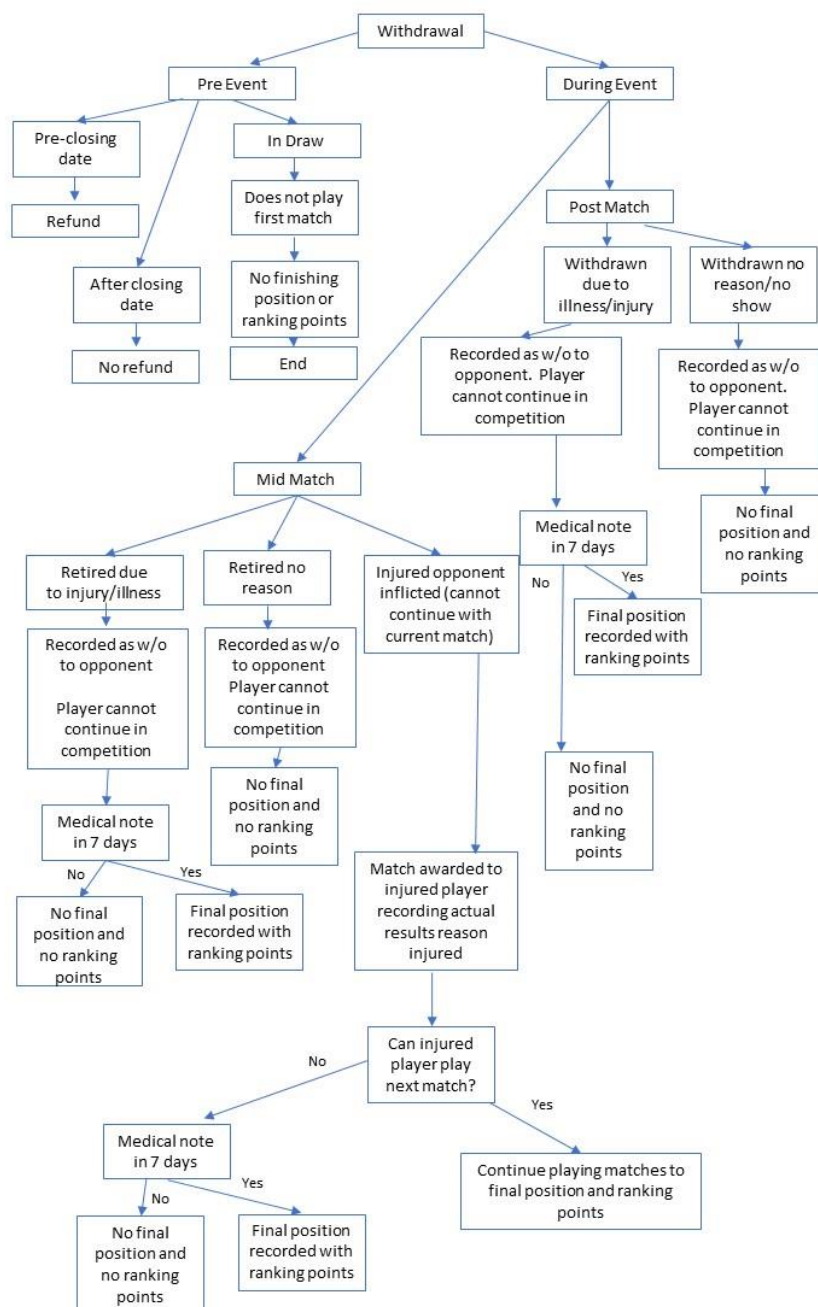 Withdrawal
Pre Event
During Event
Pre-closing
date
In Draw
Refund
Does not play
first match
Post Match
After closing
date
No finishing
position or
ranking points
Withdrawn
due to
illness/injury
Withdrawn no
reason/no
show
No refund
End
Recorded as w/o to
opponent. Player
cannot continue in
competition
Recorded as w/o
to opponent.
Player cannot
continue in
competition
Mid Match
No final
position and
no ranking
points
Medical note
in 7 days
No
Yes
Final position
recorded with
ranking points
No final
position
and no
ranking
points
Retired due
to injury/illness
Retired no
reason
Injured opponent
inflicted (cannot
continue with
current match)
Recorded as w/o
to opponent
Player cannot
continue in
competition
Recorded as w/o
to opponent
Player cannot
continue in
competition
No final
position and
no ranking
points
Medical note
in 7 days
No
Yes
No final
position and
no ranking
points
Final position
recorded with
ranking points
Match awarded to
injured player
recording actual
results reason
injured
Can injured
player play
next match?
No
Yes
Medical note
in 7 days
Continue playing matches to
final position and ranking
points
No
Yes
No final
position and
no ranking
points
Final position
recorded with
ranking points